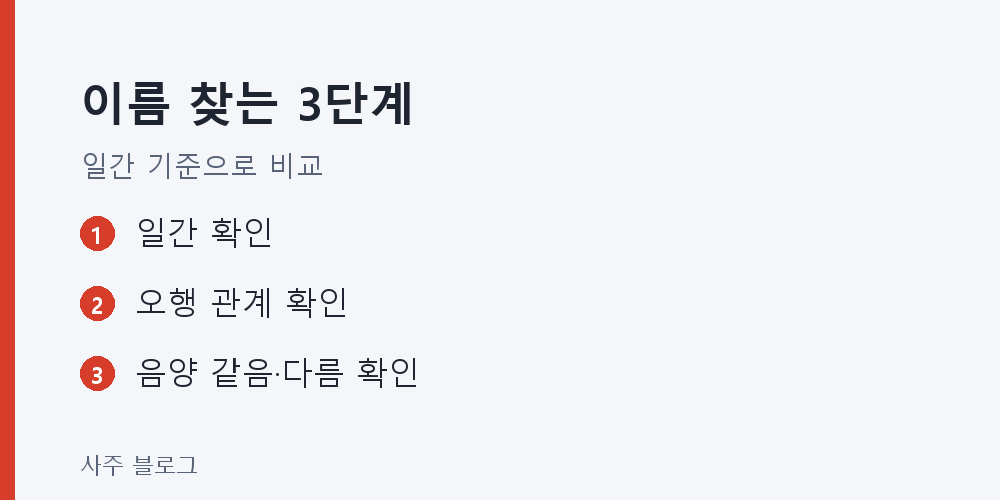 이름 찾는 3단계
일간 기준으로 비교
1 일간 확인
2 오행 관계 확인
3 음양 같음·다름 확인
사주 블로그